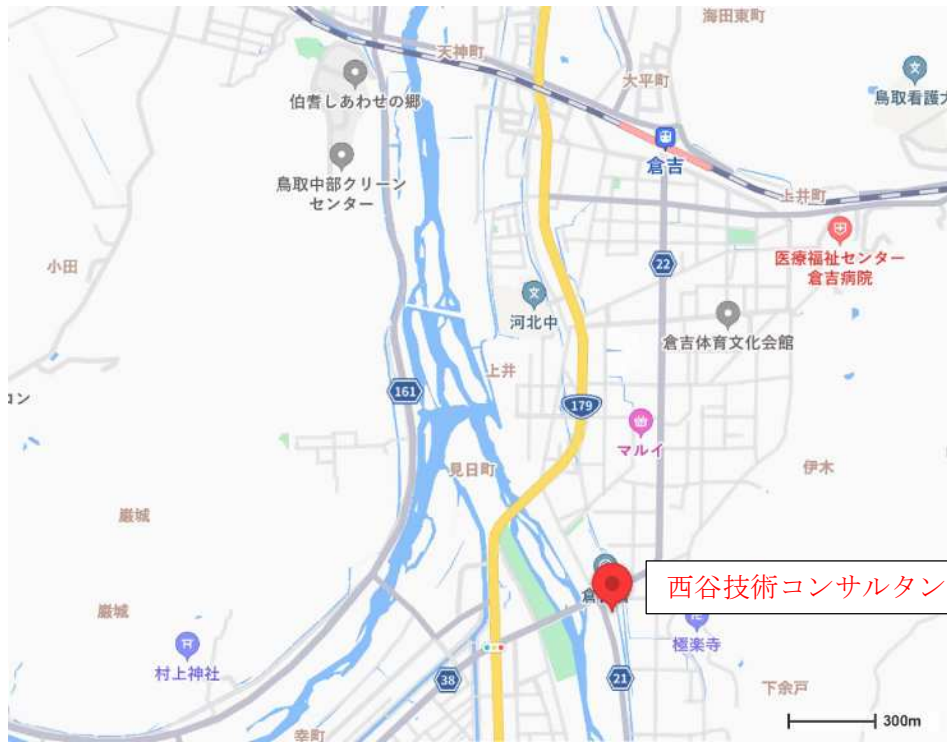 海田東町
天神町
大平町
伯耆しあわせの郷
鳥取看護大
倉吉
鳥取中部クリーン
センター
上井町
医療福祉センター
倉吉病院
小田
22
河北中
倉吉体育文化会館
上井
161
コン
179
マルイ
見日町
伊木
巌城
西谷技術コンサルタン
巌城
極楽寺
村上神社
38
21
下余戸
300m
幸町